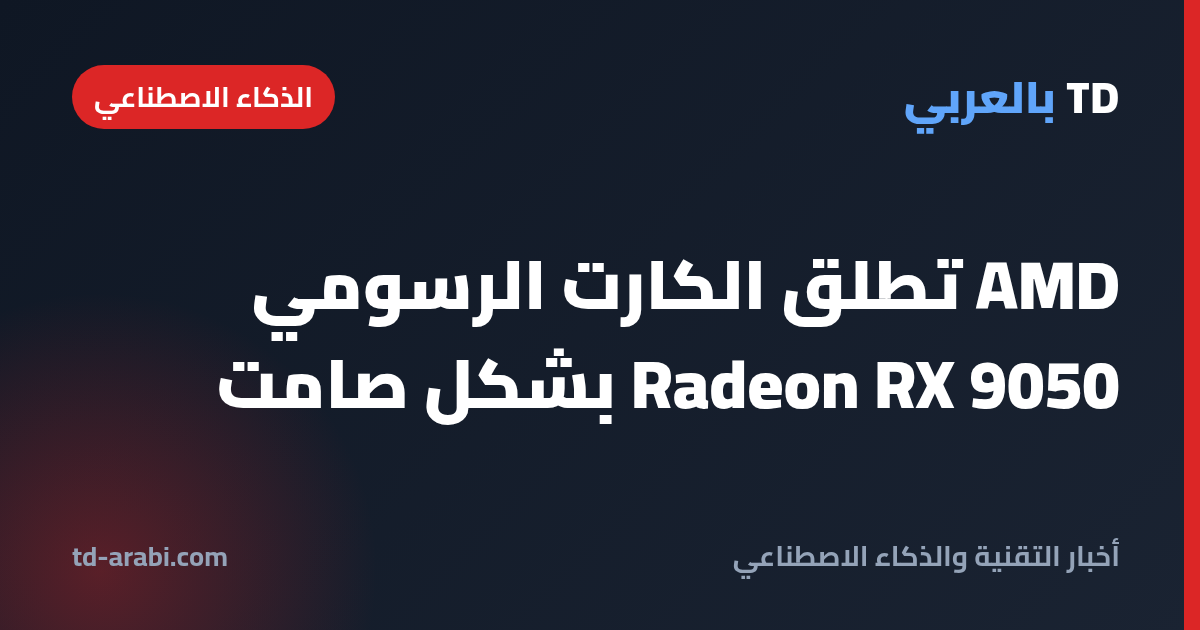 TD بالعربي
الذكاء الاصطناعي
AMD تطلق الكارت الرسومي
Radeon RX 9050 بشكل صامت
أخبار التقنية والذكاء الاصطناعي
td-arabi.com